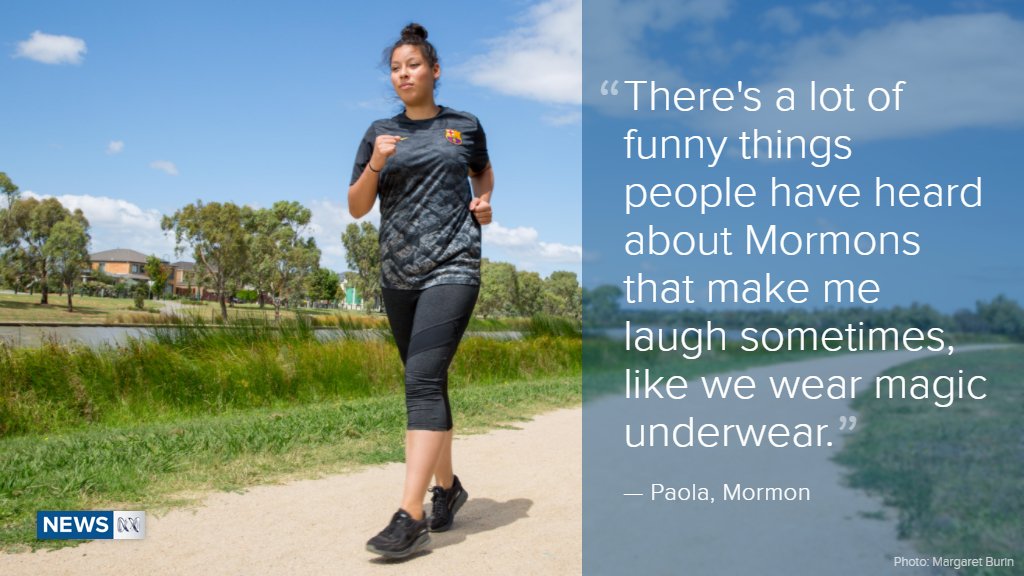 “There's a lot of
funny things
people have heard
about Mormons
that make me
laugh sometimes,
like we wear magic
underwear.”
— Paola, Mormon
NEWS
Photo: Margaret Burin